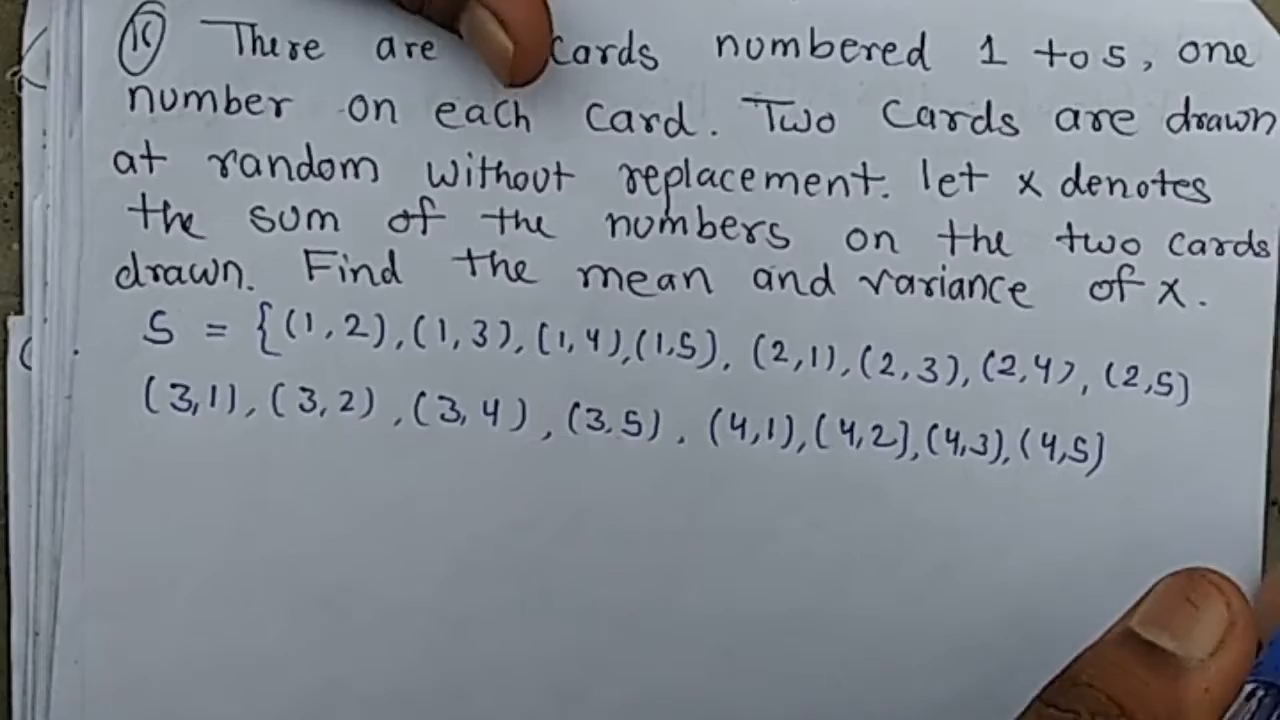 There are cards numbered 1 to 5, one
number on each card. Two cards are drawn
at random without replacement. let x denotes
the sum of the numbers on the two cards
drawn. Find the mean and variance of x.
S = {(1,2),(1,3),(1,4),(1,5),(2,1),(2,3),(2,4),(2,5)
(3,1),(3,2),(3,4),(3,5),(4,1),(4,2],(4,3),(4,5)